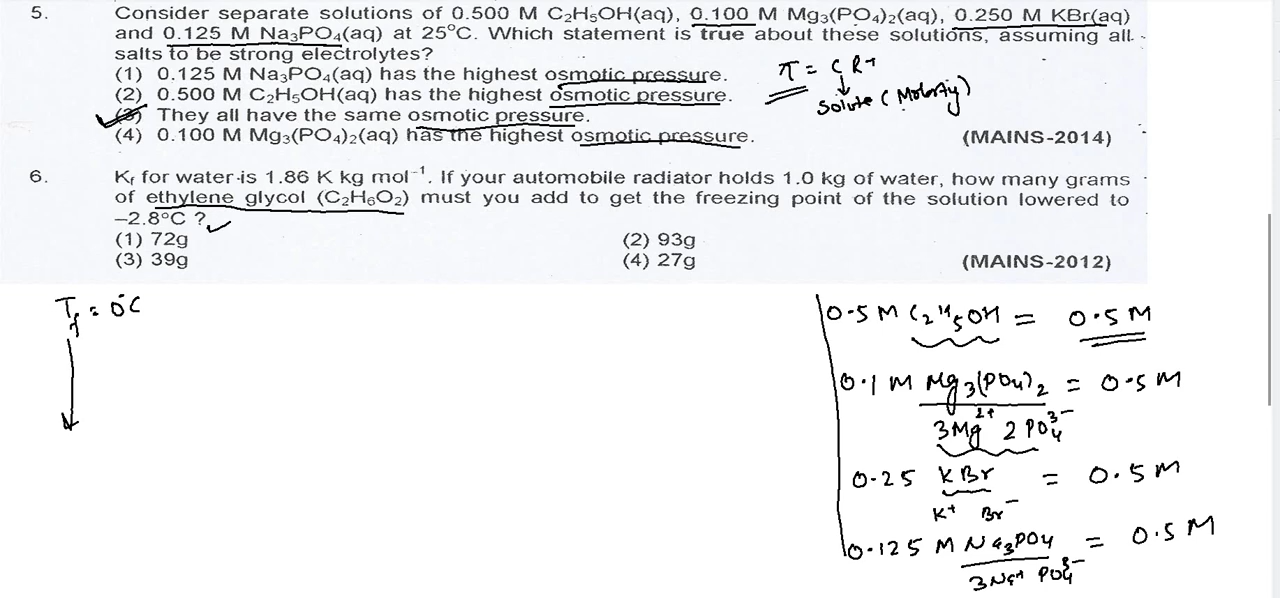 5. Consider separate solutions of 0.500 M C₂H₅OH(aq), 0.100 M Mg₃(PO₄)₂(aq), 0.250 M KBr(aq)
and 0.125 M Na₃PO₄(aq) at 25°C. Which statement is true about these solutions, assuming all
salts to be strong electrolytes?
(1) 0.125 M Na₃PO₄(aq) has the highest osmotic pressure.
(2) 0.500 M C₂H₅OH(aq) has the highest osmotic pressure.
(3) They all have the same osmotic pressure.
(4) 0.100 M Mg₃(PO₄)₂(aq) has the highest osmotic pressure. (MAINS-2014)
π = C R T
Solute (Molarity)
6. Kf for water is 1.86 K kg mol⁻¹. If your automobile radiator holds 1.0 kg of water, how many grams
of ethylene glycol (C₂H₆O₂) must you add to get the freezing point of the solution lowered to
–2.8°C ?
(1) 72g (2) 93g
(3) 39g (4) 27g (MAINS-2012)
Tf = 0°C
0.5 M C₂H₅OH = 0.5 M
0.1 M Mg₃(PO₄)₂ = 0.5 M
3Mg²⁺ 2PO₄³⁻
0.25 KBr = 0.5 M
K⁺ Br⁻
0.125 M Na₃PO₄ = 0.5 M
3Na⁺ PO₄³⁻